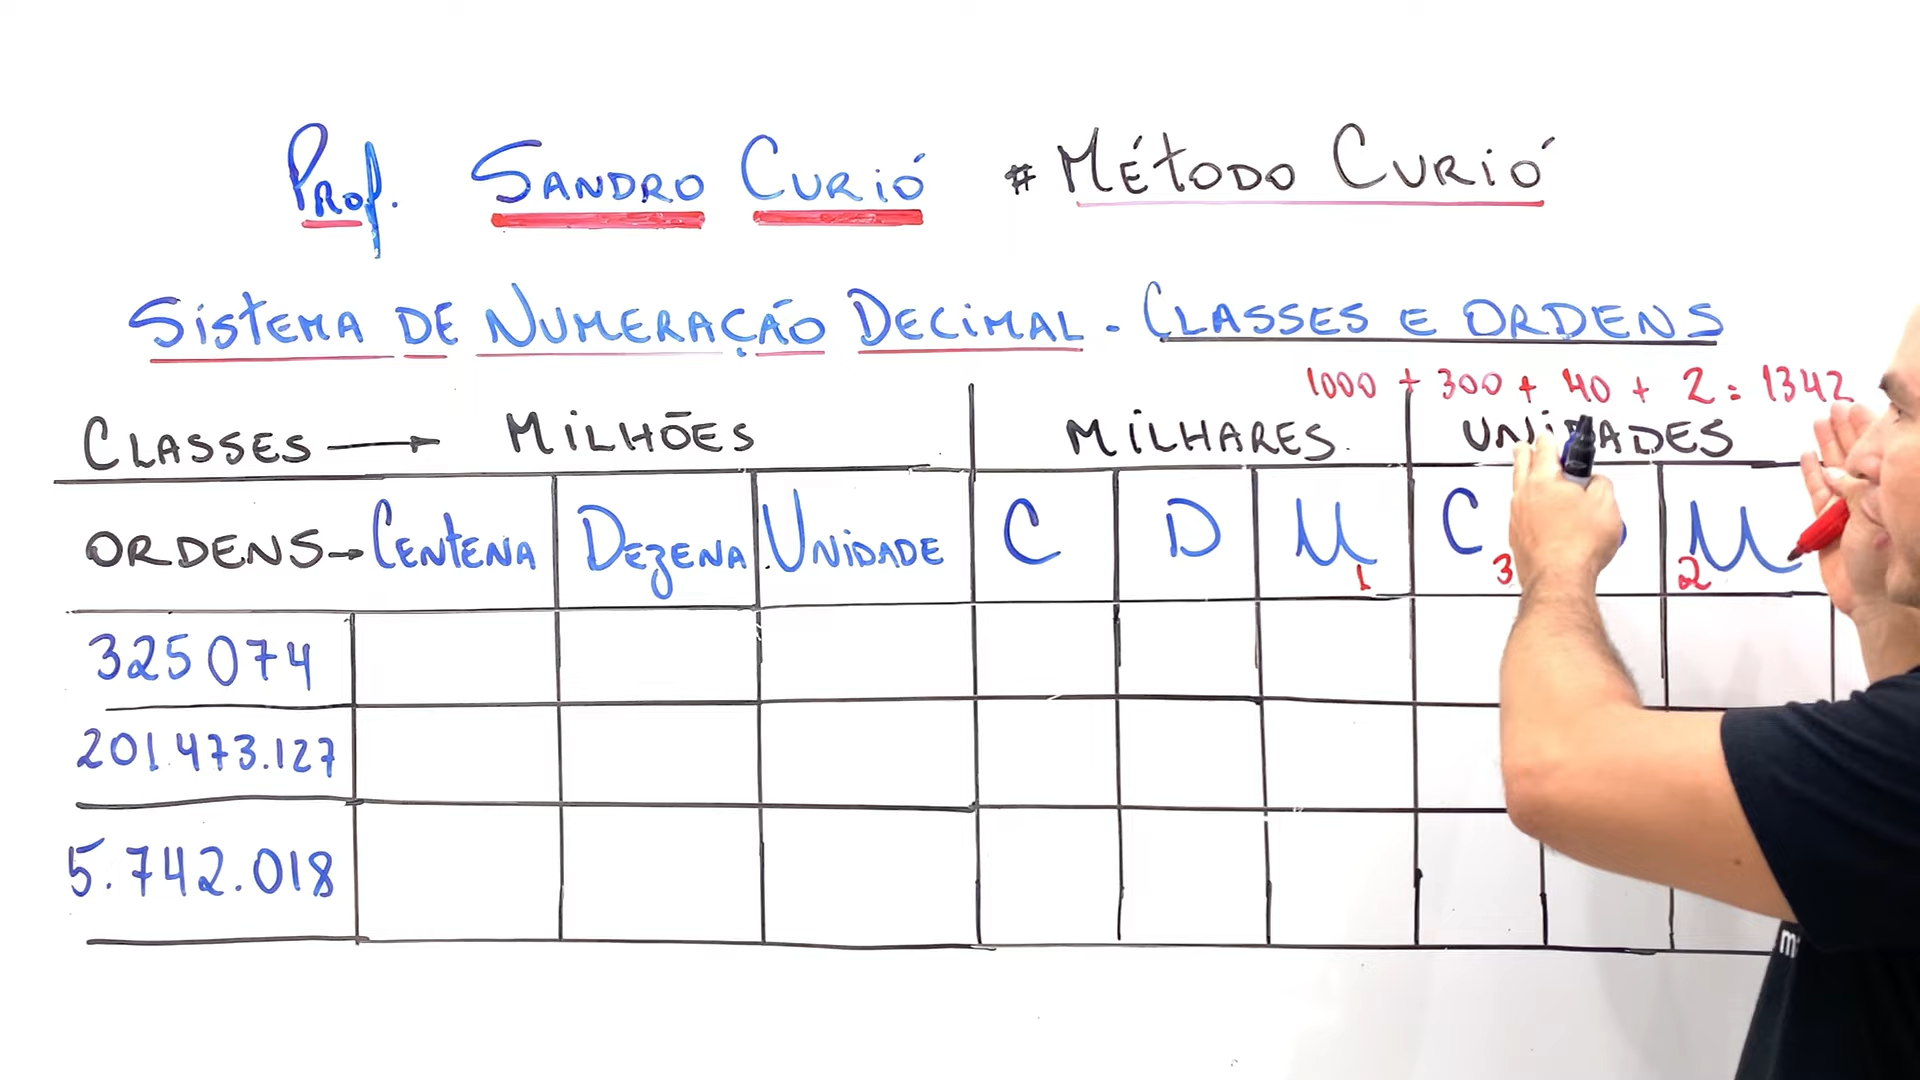 Prof. Sandro Curió # Método Curió
Sistema de Numeração Decimal - Classes e Ordens
1000 + 300 + 40 + 2 = 1342
Classes → Milhões Milhares Unidades
Ordens → Centena Dezena Unidade C D U C U
1 3 2
325074
201.473.127
5.742.018